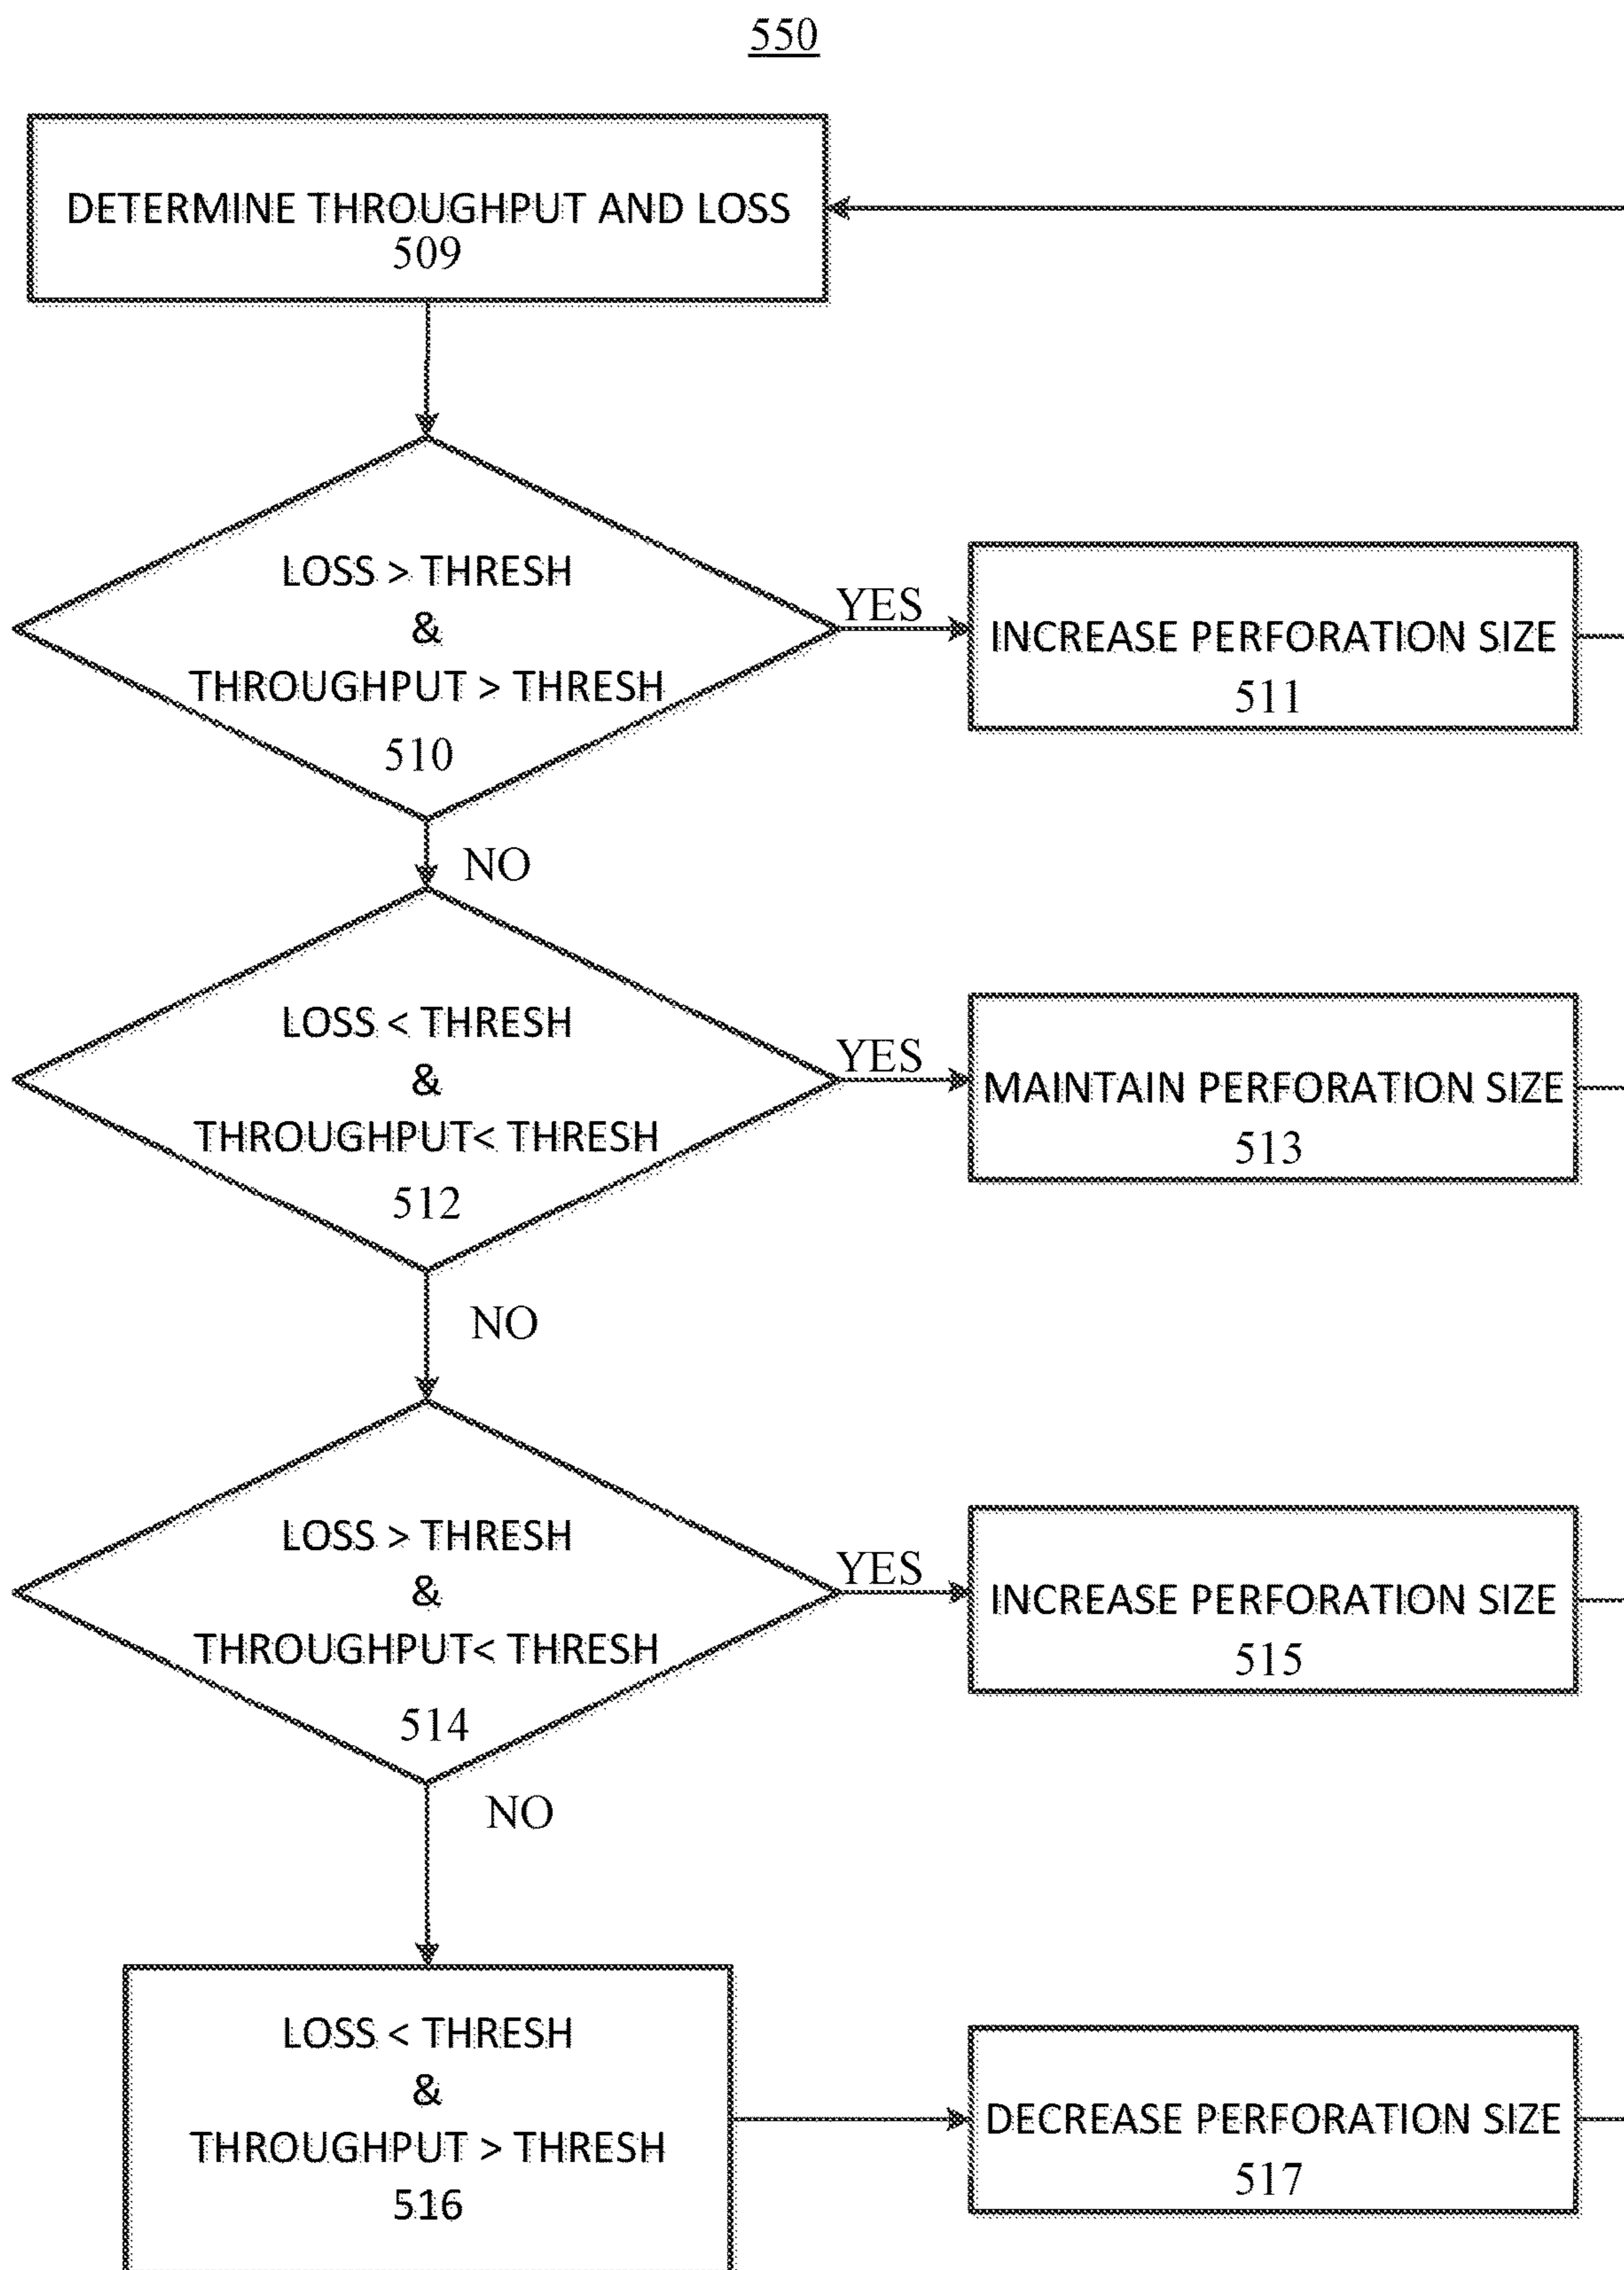 550
DETERMINE THROUGHPUT AND LOSS
509
LOSS > THRESH
&
THROUGHPUT > THRESH
510
YES
INCREASE PERFORATION SIZE
511
NO
LOSS < THRESH
&
THROUGHPUT< THRESH
512
YES
MAINTAIN PERFORATION SIZE
513
NO
LOSS > THRESH
&
THROUGHPUT< THRESH
514
YES
INCREASE PERFORATION SIZE
515
NO
LOSS < THRESH
&
THROUGHPUT > THRESH
516
DECREASE PERFORATION SIZE
517